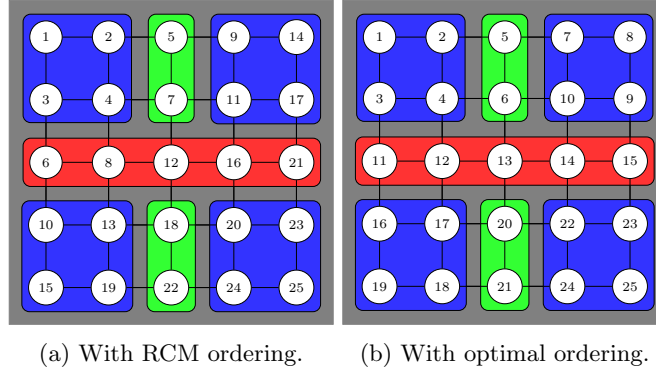 1 2 5 9 14
3 4 7 11 17
6 8 12 16 21
10 13 18 20 23
15 19 22 24 25
(a) With RCM ordering.
1 2 5 7 8
3 4 6 10 9
11 12 13 14 15
16 17 20 22 23
19 18 21 24 25
(b) With optimal ordering.